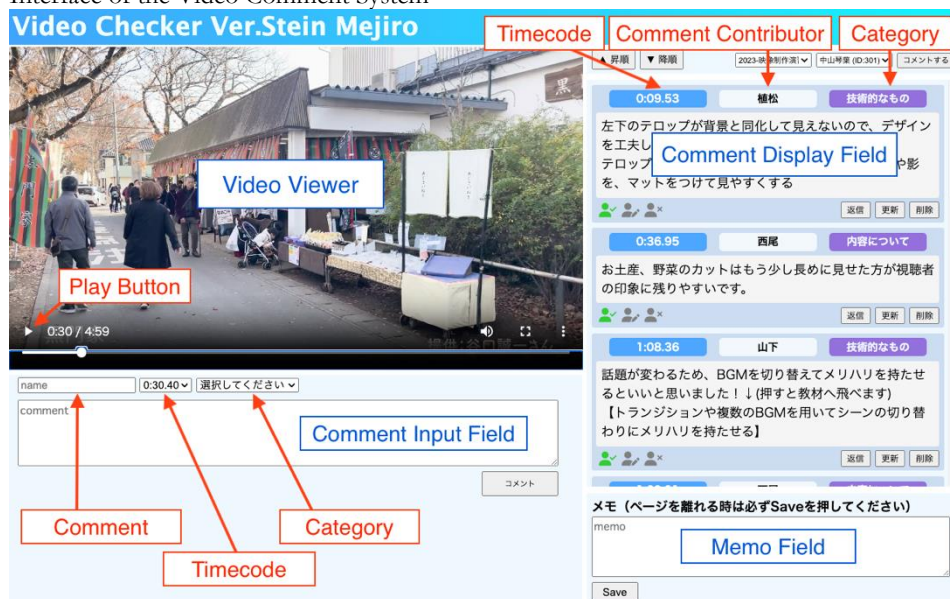 Interface of the Video Comment System
Video Checker Ver.Stein Mejiro
Timecode
Comment Contributor
Category
▲ 昇順
▼ 降順
中山琴葉 (ID:301)
コメントする
0:09.53
植松
技術的なもの
左下のテロップが背景と同化して見えないので、デザイン
を工夫し
テロップ
や影
を、マットをつけて見やすくする
Comment Display Field
返信
更新
削除
0:36.95
西尾
内容について
お土産、野菜のカットはもう少し長めに見せた方が視聴者
の印象に残りやすいです。
返信
更新
削除
1:08.36
山下
技術的なもの
話題が変わるため、BGMを切り替えてメリハリを持たせ
るといいと思いました!↓(押すと教材へ飛べます)
【トランジションや複数のBGMを用いてシーンの切り替
わりにメリハリを持たせる】
返信
更新
削除
Video Viewer
黒
Play Button
0:30 / 4:59
name
0:30.40
選択してください
comment
Comment Input Field
コメント
Comment
Timecode
Category
メモ(ページを離れる時は必ずSaveを押してください)
memo
Memo Field
Save